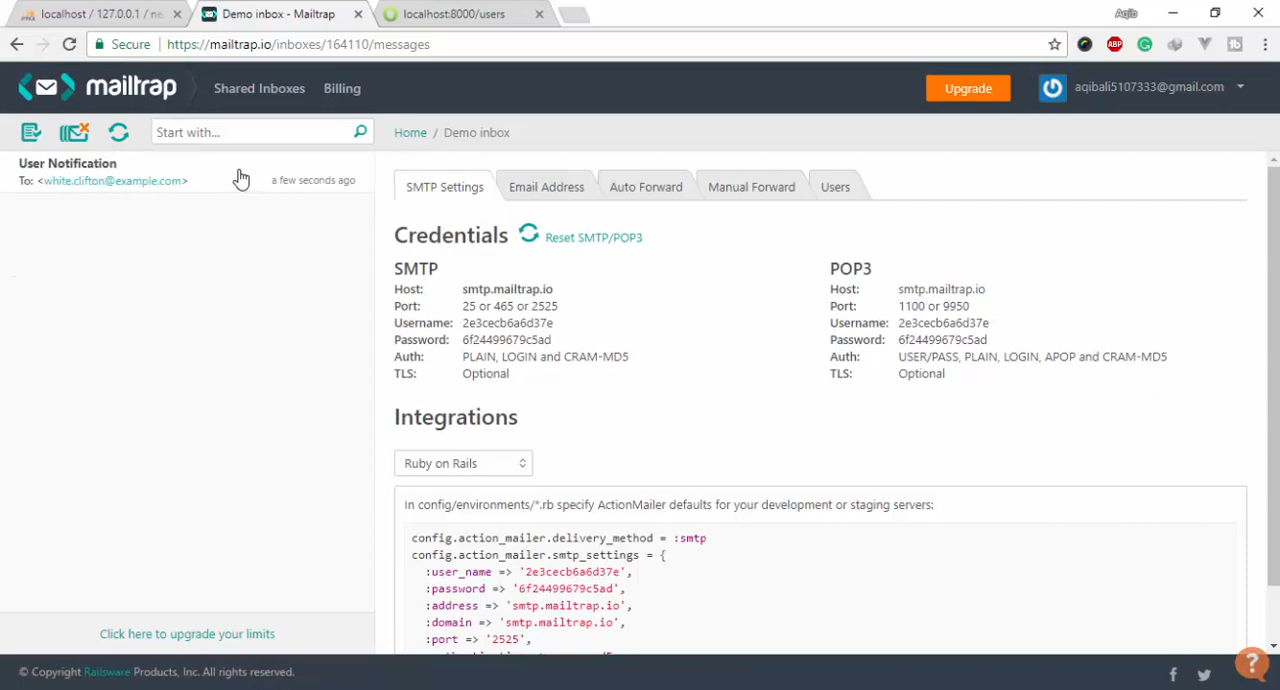 localhost / 127.0.0.1 / ne
Demo inbox - Mailtrap
localhost:8000/users
Aqib
Secure
https://mailtrap.io/inboxes/164110/messages
ABP
mailtrap
Shared Inboxes
Billing
Upgrade
aqibali5107333@gmail.com
Start with...
Home / Demo inbox
User Notification
To: <white.clifton@example.com>
a few seconds ago
SMTP Settings
Email Address
Auto Forward
Manual Forward
Users
Credentials
Reset SMTP/POP3
SMTP
Host: smtp.mailtrap.io
Port: 25 or 465 or 2525
Username: 2e3cecb6a6d37e
Password: 6f24499679c5ad
Auth: PLAIN, LOGIN and CRAM-MD5
TLS: Optional
POP3
Host: smtp.mailtrap.io
Port: 1100 or 9950
Username: 2e3cecb6a6d37e
Password: 6f24499679c5ad
Auth: USER/PASS, PLAIN, LOGIN, APOP and CRAM-MD5
TLS: Optional
Integrations
Ruby on Rails
In config/environments/*.rb specify ActionMailer defaults for your development or staging servers:
config.action_mailer.delivery_method = :smtp
config.action_mailer.smtp_settings = {
:user_name => '2e3cecb6a6d37e',
:password => '6f24499679c5ad',
:address => 'smtp.mailtrap.io',
:domain => 'smtp.mailtrap.io',
:port => '2525',
Click here to upgrade your limits
© Copyright Railsware Products, Inc. All rights reserved.